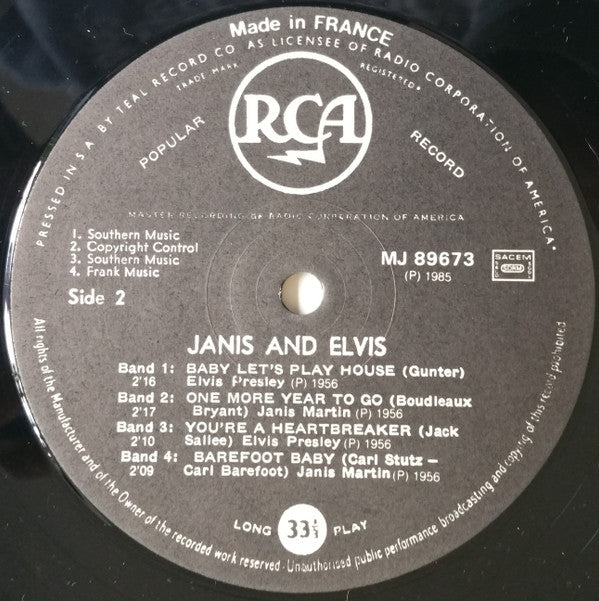 Made in FRANCE
PRESSED IN S.A. BY TEAL RECORD CO AS LICENSEE OF RADIO CORPORATION OF AMERICA.
TRADE MARK REGISTERED
RCA
POPULAR RECORD
MASTER RECORDING OF RADIO CORPORATION OF AMERICA
1. Southern Music
2. Copyright Control
3. Southern Music
4. Frank Music
Side 2
MJ 89673
(P) 1985
SACEM
JANIS AND ELVIS
Band 1: BABY LET'S PLAY HOUSE (Gunter)
2'16 Elvis Presley (P) 1956
Band 2: ONE MORE YEAR TO GO (Boudleaux
2'17 Bryant) Janis Martin (P) 1956
Band 3: YOU'RE A HEARTBREAKER (Jack
2'10 Sallee) Elvis Presley (P) 1956
Band 4: BAREFOOT BABY (Carl Stutz –
2'09 Carl Barefoot) Janis Martin (P) 1956
LONG 33⅓ PLAY
All rights of the Manufacturer and of the Owner of the recorded work reserved - Unauthorised public performance broadcasting and copying of this record prohibited